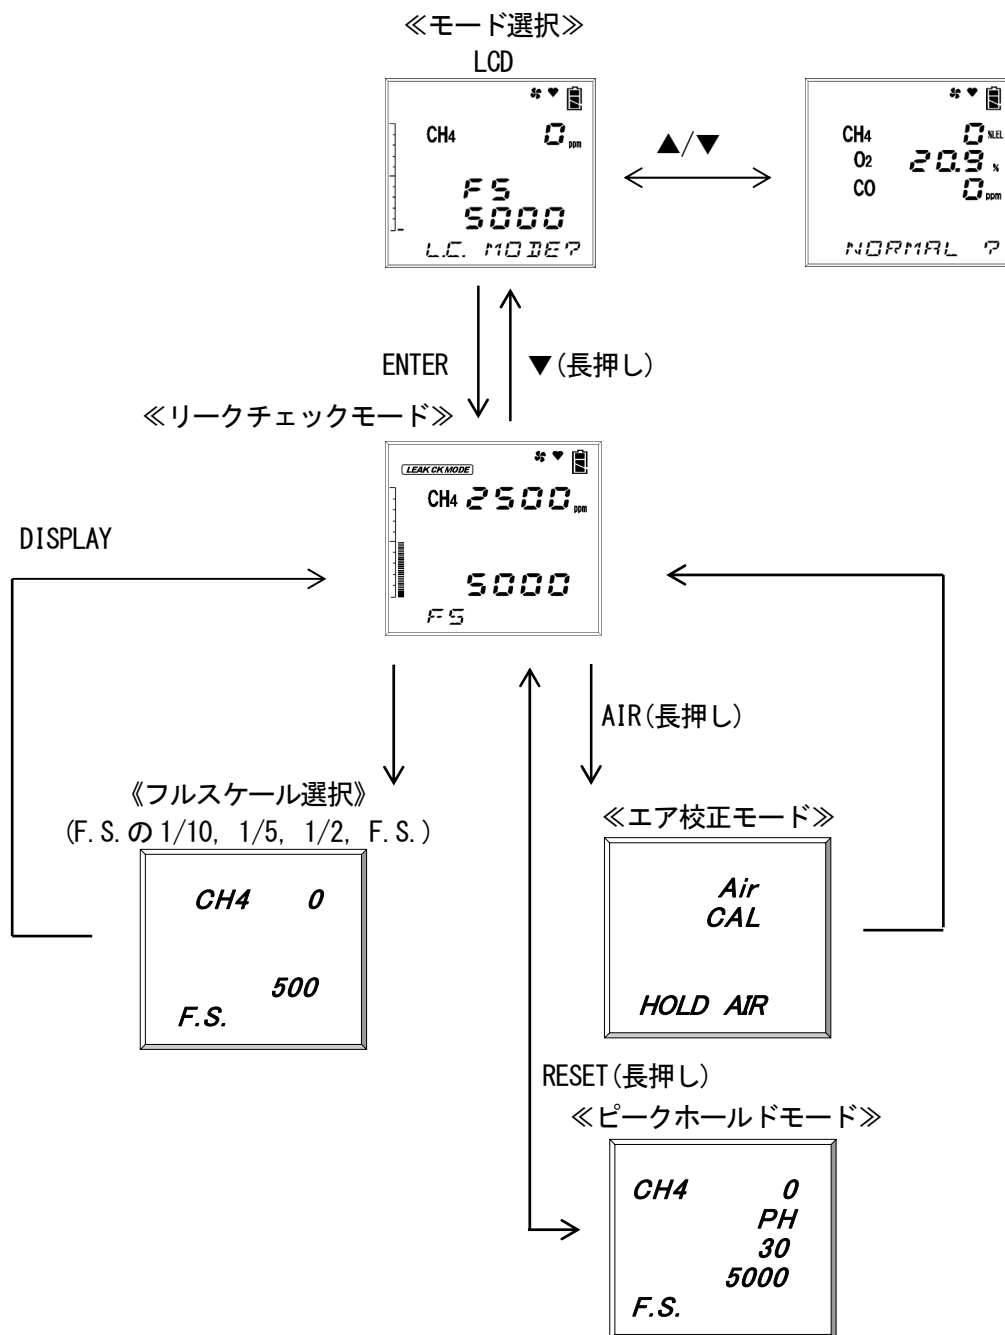 ≪モード選択≫
LCD
CH4 0 ppm
FS
5000
L.C. MODE?
▲/▼
CH4 0 %LEL
O2 20.9 %
CO 0 ppm
NORMAL ?
ENTER
▼(長押し)
≪リークチェックモード≫
LEAK CK MODE
CH4 2500 ppm
5000
FS
DISPLAY
AIR(長押し)
《フルスケール選択》
(F.S.の1/10, 1/5, 1/2, F.S.)
CH4 0
500
F.S.
≪エア校正モード≫
Air
CAL
HOLD AIR
RESET(長押し)
≪ピークホールドモード≫
CH4 0
PH
30
5000
F.S.